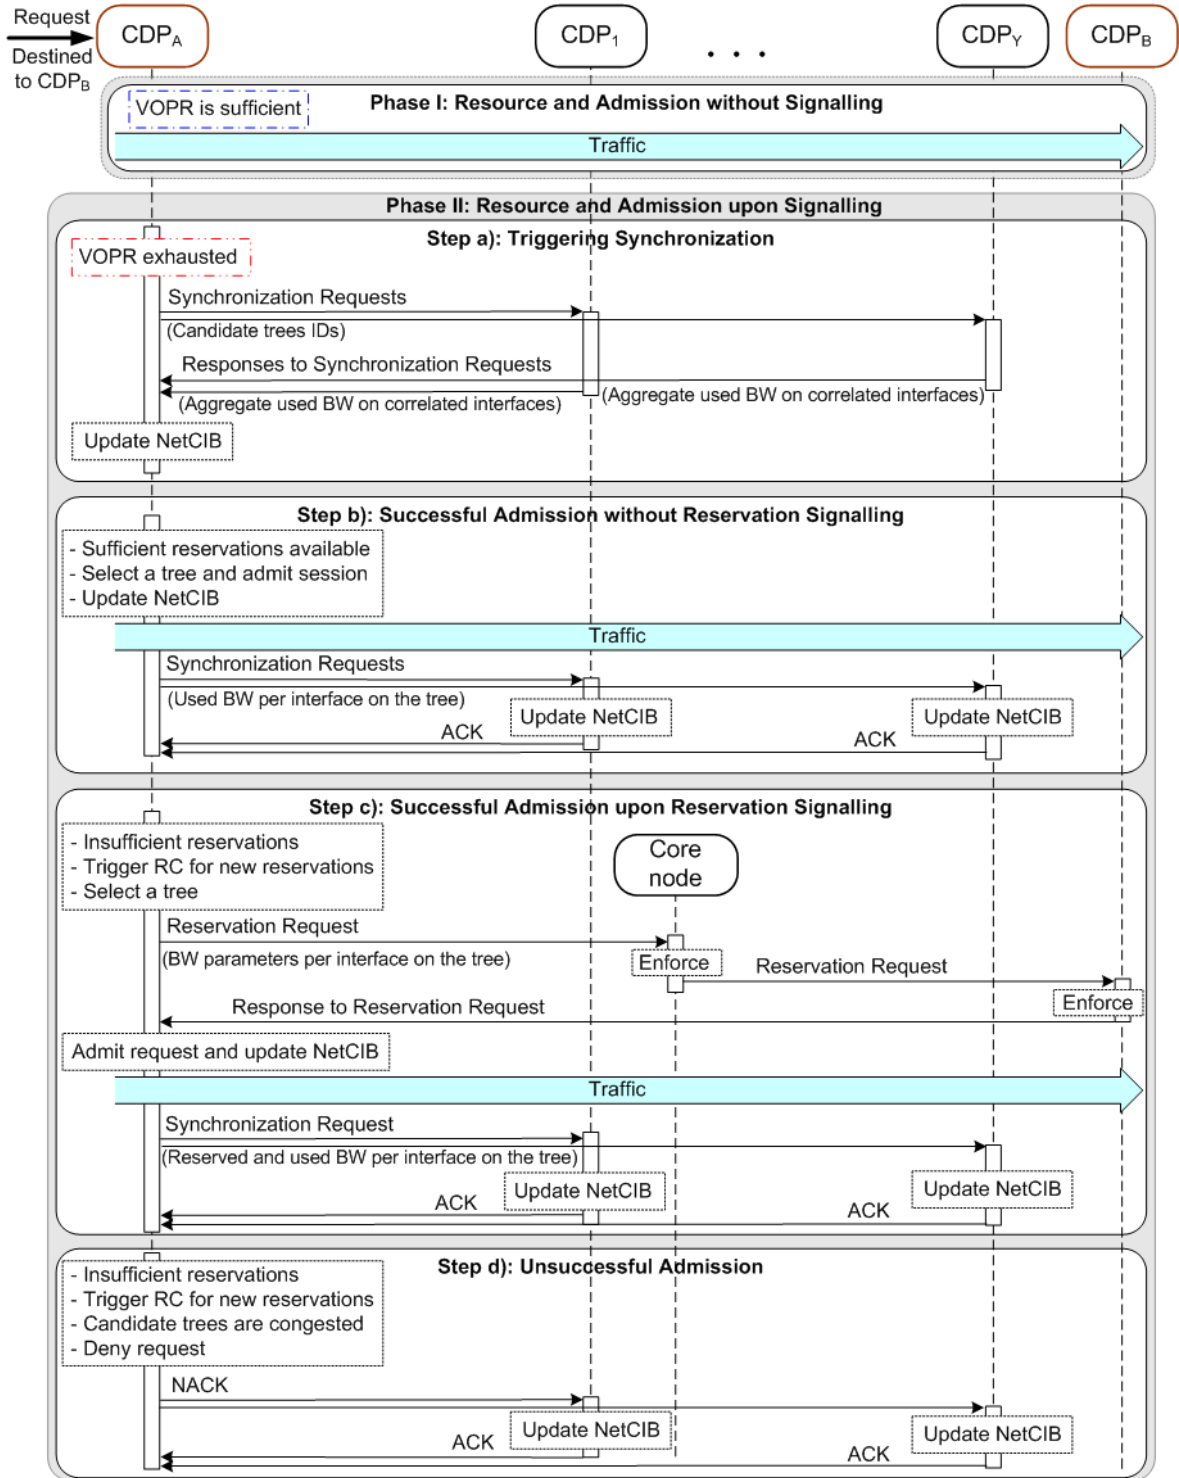 Request
Destined
to CDPB
CDPA
CDP1
. . .
CDPY
CDPB
Phase I: Resource and Admission without Signalling
VOPR is sufficient
Traffic
Phase II: Resource and Admission upon Signalling
Step a): Triggering Synchronization
VOPR exhausted
Synchronization Requests
(Candidate trees IDs)
Responses to Synchronization Requests
(Aggregate used BW on correlated interfaces)
(Aggregate used BW on correlated interfaces)
Update NetCIB
Step b): Successful Admission without Reservation Signalling
- Sufficient reservations available
- Select a tree and admit session
- Update NetCIB
Traffic
Synchronization Requests
(Used BW per interface on the tree)
Update NetCIB
Update NetCIB
ACK
ACK
Step c): Successful Admission upon Reservation Signalling
- Insufficient reservations
- Trigger RC for new reservations
- Select a tree
Core
node
Reservation Request
(BW parameters per interface on the tree)
Enforce
Reservation Request
Enforce
Response to Reservation Request
Admit request and update NetCIB
Traffic
Synchronization Request
(Reserved and used BW per interface on the tree)
Update NetCIB
Update NetCIB
ACK
ACK
Step d): Unsuccessful Admission
- Insufficient reservations
- Trigger RC for new reservations
- Candidate trees are congested
- Deny request
NACK
Update NetCIB
Update NetCIB
ACK
ACK